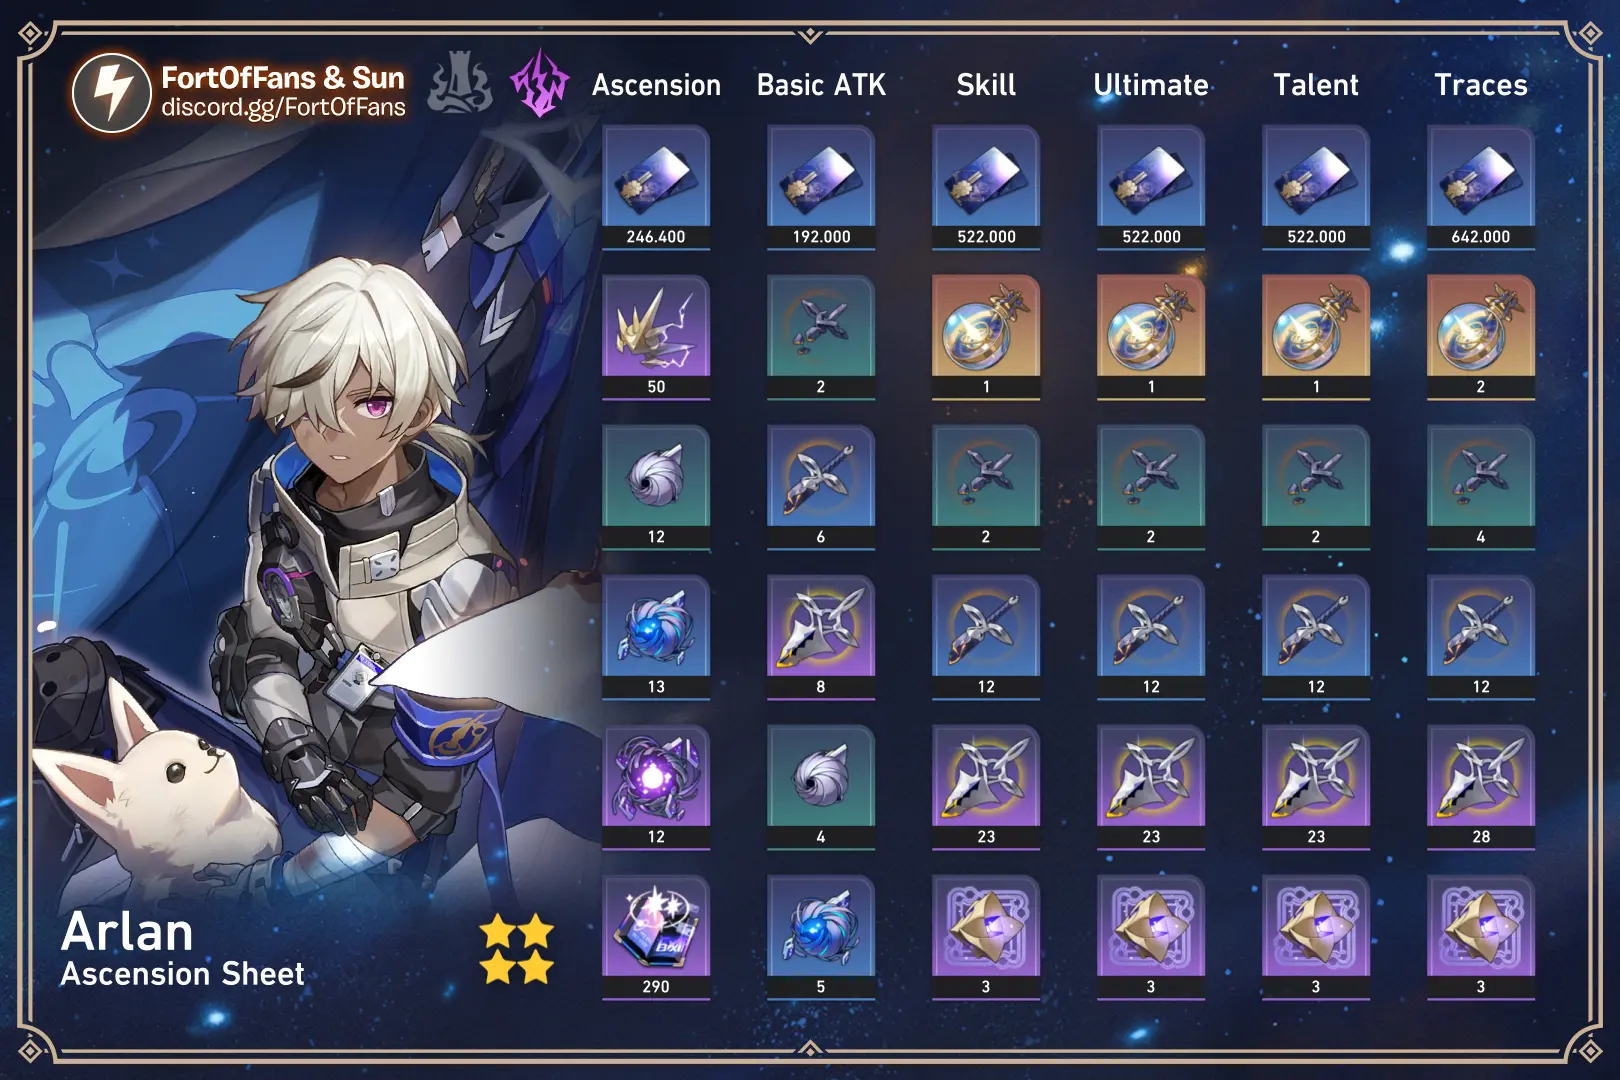 FortOfFans & Sun
discord.gg/FortOfFans
Ascension Basic ATK Skill Ultimate Talent Traces
246.400 192.000 522.000 522.000 522.000 642.000
50 2 1 1 1 2
12 6 2 2 2 4
13 8 12 12 12 12
12 4 23 23 23 28
290 5 3 3 3 3
Arlan
Ascension Sheet